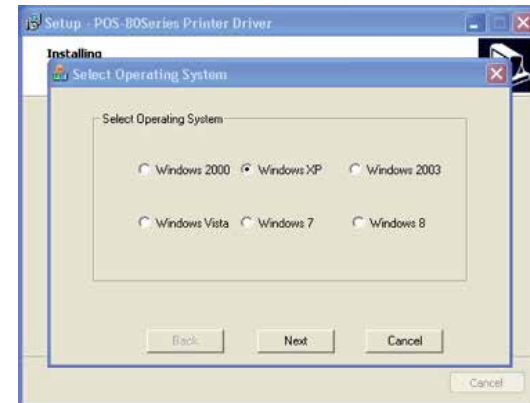 Setup - POS-80Series Printer Driver
Installing
Select Operating System
Select Operating System
Windows 2000 Windows XP Windows 2003
Windows Vista Windows 7 Windows 8
Back Next Cancel
Cancel